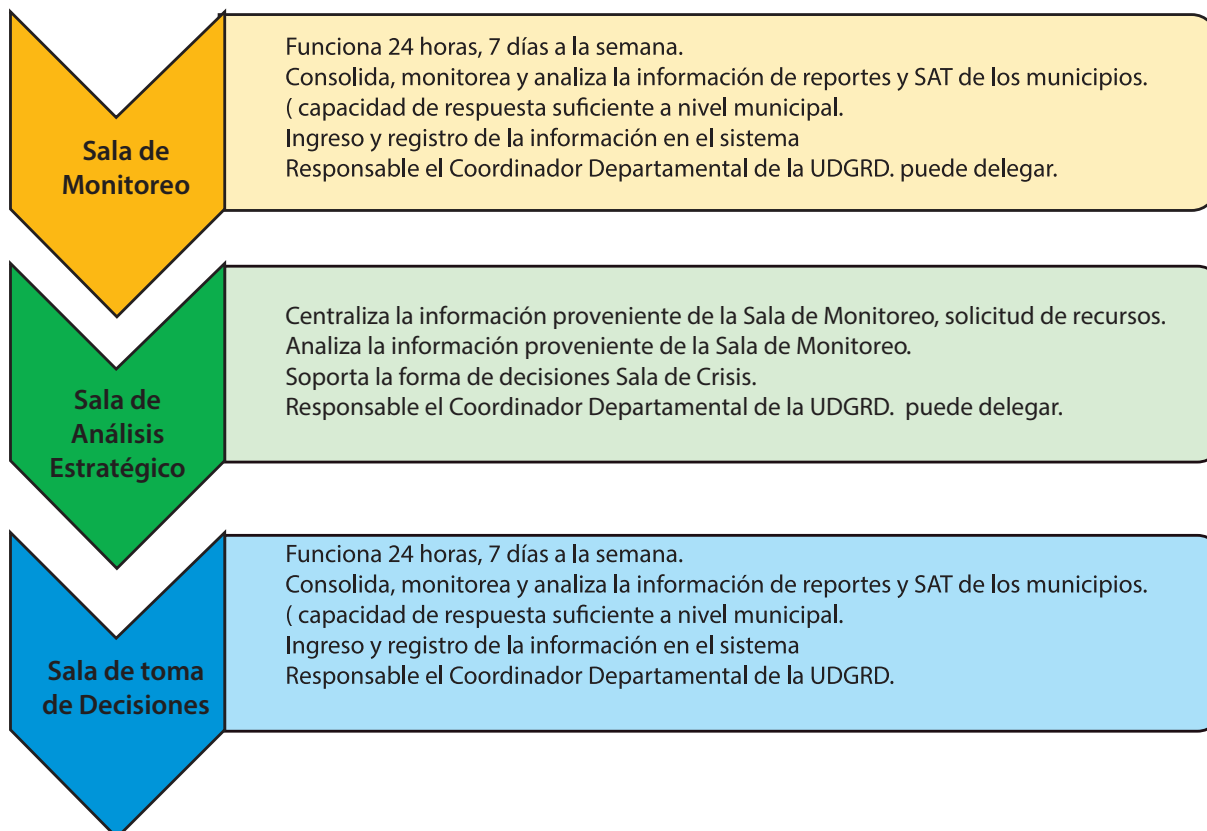 Sala de
Monitoreo
Funciona 24 horas, 7 días a la semana.
Consolida, monitorea y analiza la información de reportes y SAT de los municipios.
( capacidad de respuesta suficiente a nivel municipal.
Ingreso y registro de la información en el sistema
Responsable el Coordinador Departamental de la UDGRD. puede delegar.
Sala de
Análisis
Estratégico
Centraliza la información proveniente de la Sala de Monitoreo, solicitud de recursos.
Analiza la información proveniente de la Sala de Monitoreo.
Soporta la forma de decisiones Sala de Crisis.
Responsable el Coordinador Departamental de la UDGRD.  puede delegar.
Sala de toma
de Decisiones
Funciona 24 horas, 7 días a la semana.
Consolida, monitorea y analiza la información de reportes y SAT de los municipios.
( capacidad de respuesta suficiente a nivel municipal.
Ingreso y registro de la información en el sistema
Responsable el Coordinador Departamental de la UDGRD.